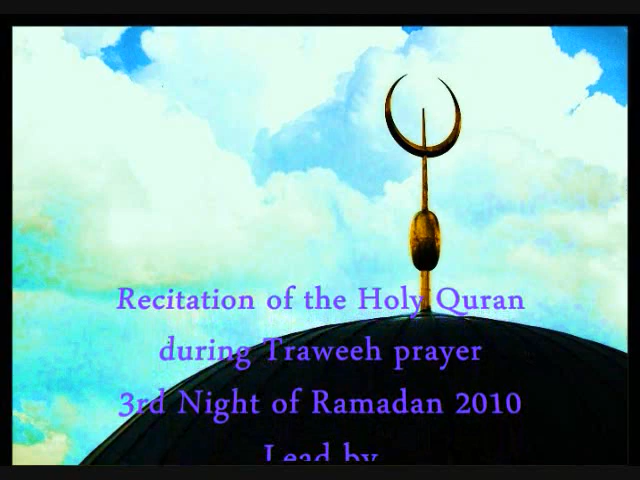 Recitation of the Holy Quran
during Traweeh prayer
3rd Night of Ramadan 2010
Lead by